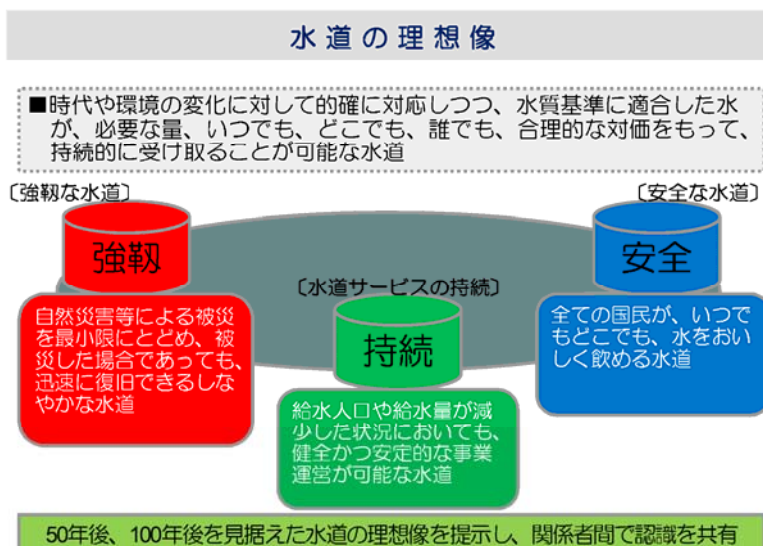 水道の理想像
■時代や環境の変化に対して的確に対応しつつ、水質基準に適合した水
が、必要な量、いつでも、どこでも、誰でも、合理的な対価をもって、
持続的に受け取ることが可能な水道
〔強靱な水道〕
〔安全な水道〕
強靱
安全
〔水道サービスの持続〕
自然災害等による被災
を最小限にとどめ、被
災した場合であっても、
迅速に復旧できるしな
やかな水道
全ての国民が、いつで
もどこでも、水をおい
しく飲める水道
持続
給水人口や給水量が減
少した状況においても、
健全かつ安定的な事業
運営が可能な水道
50年後、100年後を見据えた水道の理想像を提示し、関係者間で認識を共有